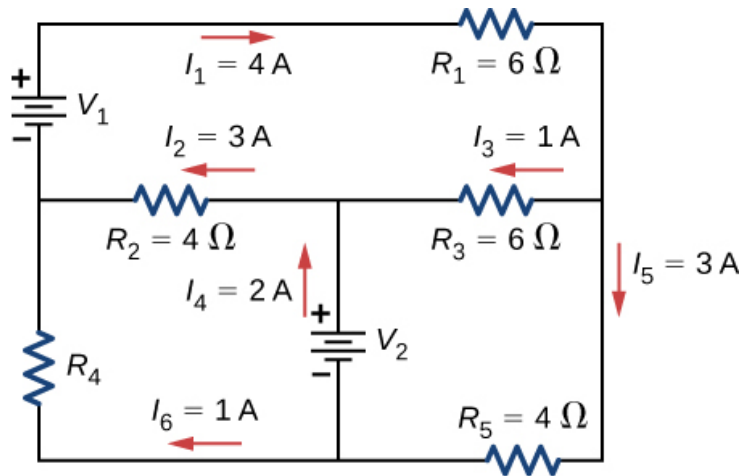 I₁ = 4 A
R₁ = 6 Ω
+
V₁
–
I₂ = 3 A
I₃ = 1 A
R₂ = 4 Ω
R₃ = 6 Ω
I₅ = 3 A
I₄ = 2 A
+
V₂
–
R₄
I₆ = 1 A
R₅ = 4 Ω